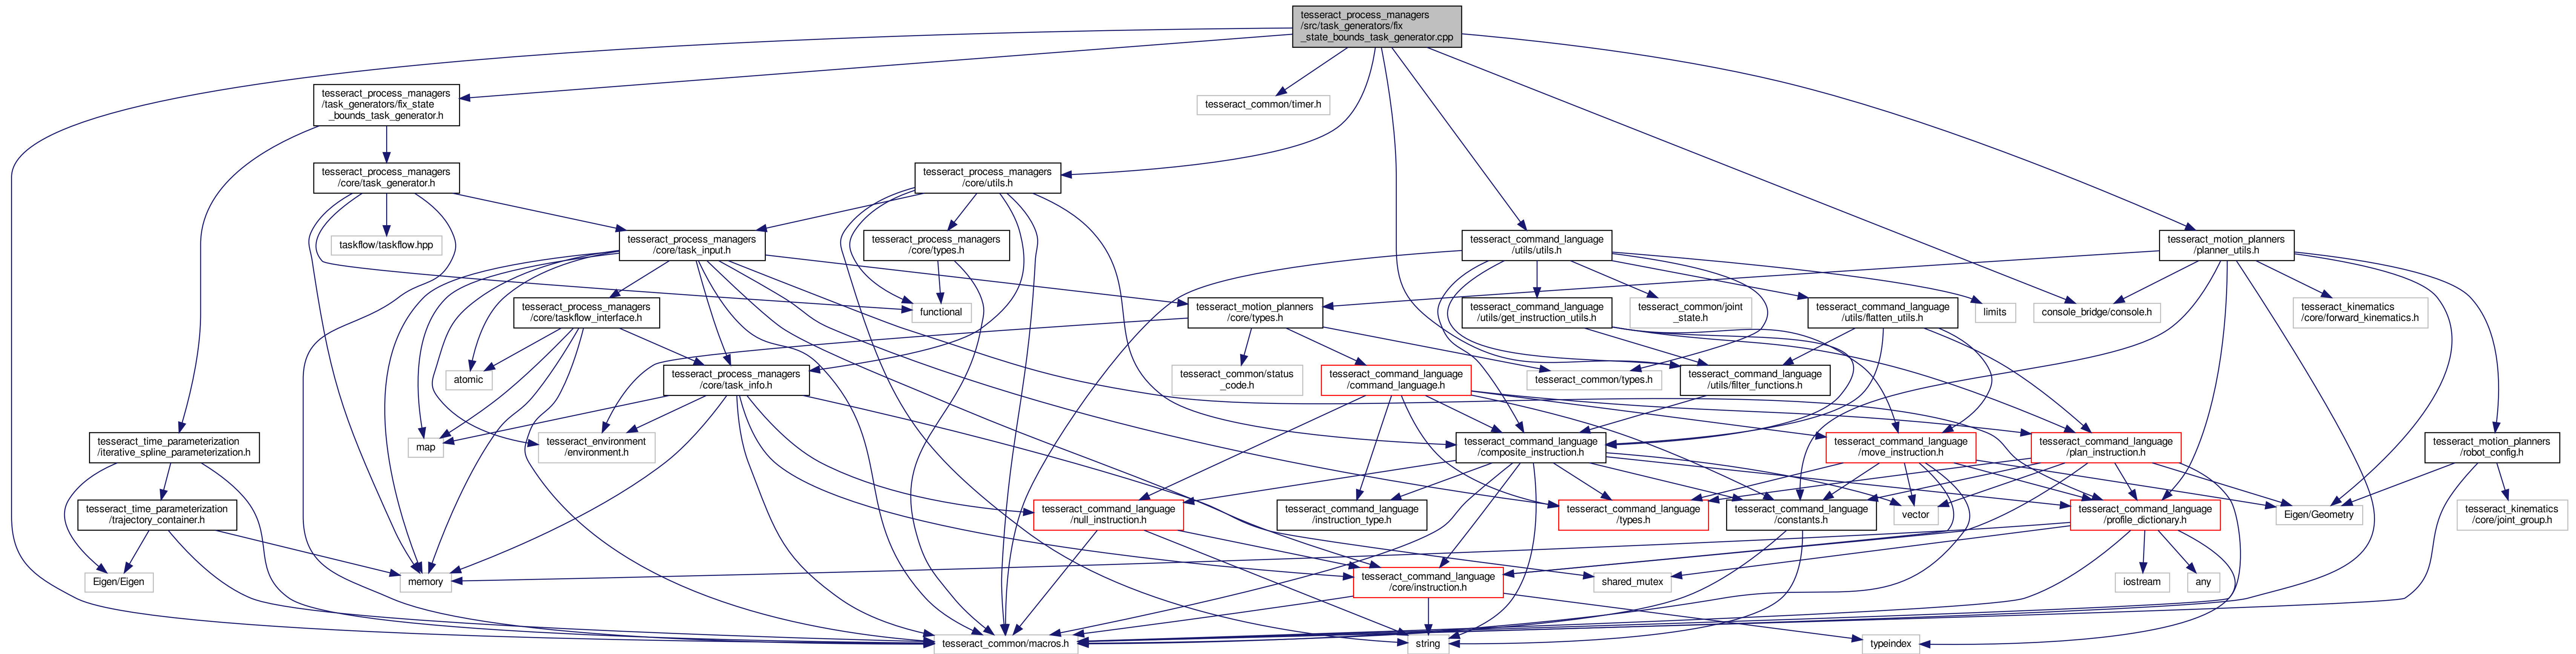 tesseract_process_managers
/src/task_generators/fix
_state_bounds_task_generator.cpp
tesseract_process_managers
/task_generators/fix_state
_bounds_task_generator.h
tesseract_common/timer.h
tesseract_process_managers
/core/task_generator.h
tesseract_process_managers
/core/utils.h
taskflow/taskflow.hpp
tesseract_process_managers
/core/task_input.h
tesseract_process_managers
/core/types.h
tesseract_command_language
/utils/utils.h
tesseract_motion_planners
/planner_utils.h
tesseract_process_managers
/core/taskflow_interface.h
functional
tesseract_motion_planners
/core/types.h
tesseract_command_language
/utils/get_instruction_utils.h
tesseract_common/joint
_state.h
tesseract_command_language
/utils/flatten_utils.h
limits
console_bridge/console.h
tesseract_kinematics
/core/forward_kinematics.h
atomic
tesseract_process_managers
/core/task_info.h
tesseract_common/status
_code.h
tesseract_command_language
/command_language.h
tesseract_common/types.h
tesseract_command_language
/utils/filter_functions.h
tesseract_time_parameterization
/iterative_spline_parameterization.h
map
tesseract_environment
/environment.h
tesseract_command_language
/composite_instruction.h
tesseract_command_language
/move_instruction.h
tesseract_command_language
/plan_instruction.h
tesseract_motion_planners
/robot_config.h
tesseract_time_parameterization
/trajectory_container.h
tesseract_command_language
/null_instruction.h
tesseract_command_language
/instruction_type.h
tesseract_command_language
/types.h
tesseract_command_language
/constants.h
vector
tesseract_command_language
/profile_dictionary.h
Eigen/Geometry
tesseract_kinematics
/core/joint_group.h
Eigen/Eigen
memory
tesseract_command_language
/core/instruction.h
shared_mutex
iostream
any
tesseract_common/macros.h
string
typeindex